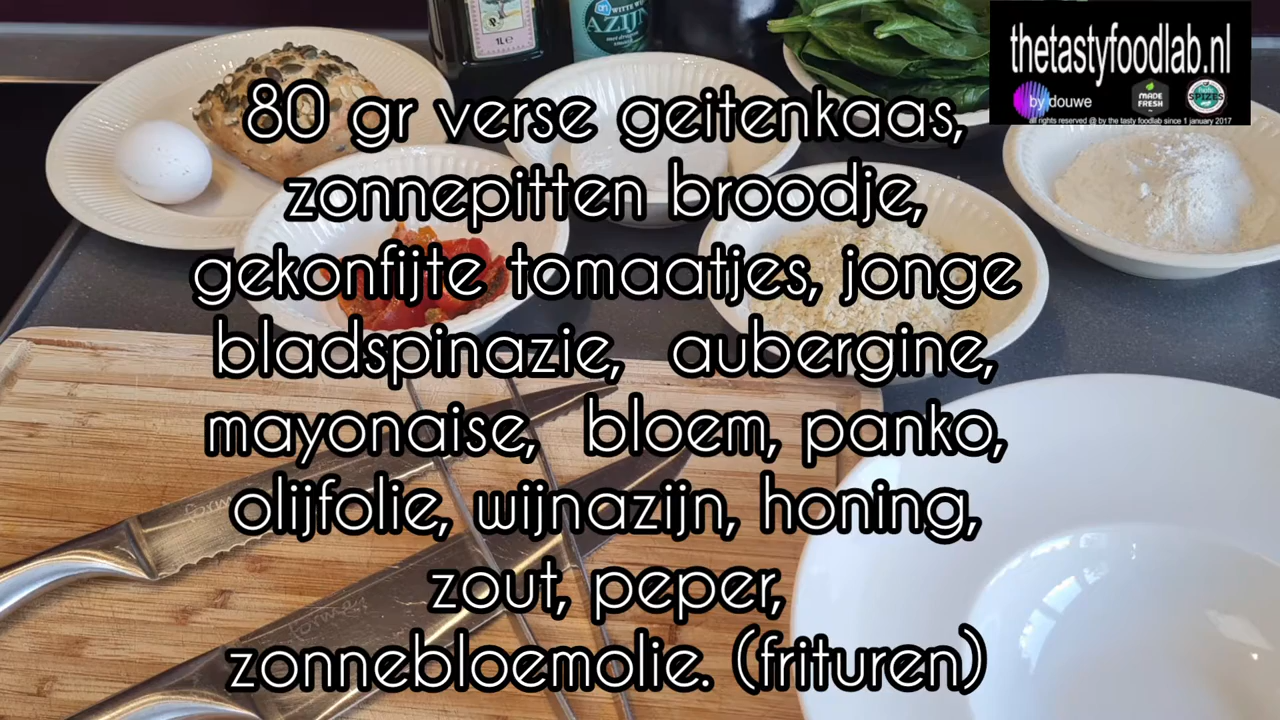 80 gr verse geitenkaas,
zonnepitten broodje,
gekonfijte tomaatjes, jonge
bladspinazie, aubergine,
mayonaise, bloem, panko,
olijfolie, wijnazijn, honing,
zout, peper,
zonnebloemolie. (frituren)
thetastyfoodlab.nl
by douwe
MADE
FRESH
SPIZES
all rights reserved @ by the tasty foodlab since 1 january 2017
1L e
WITTE
AZIJN